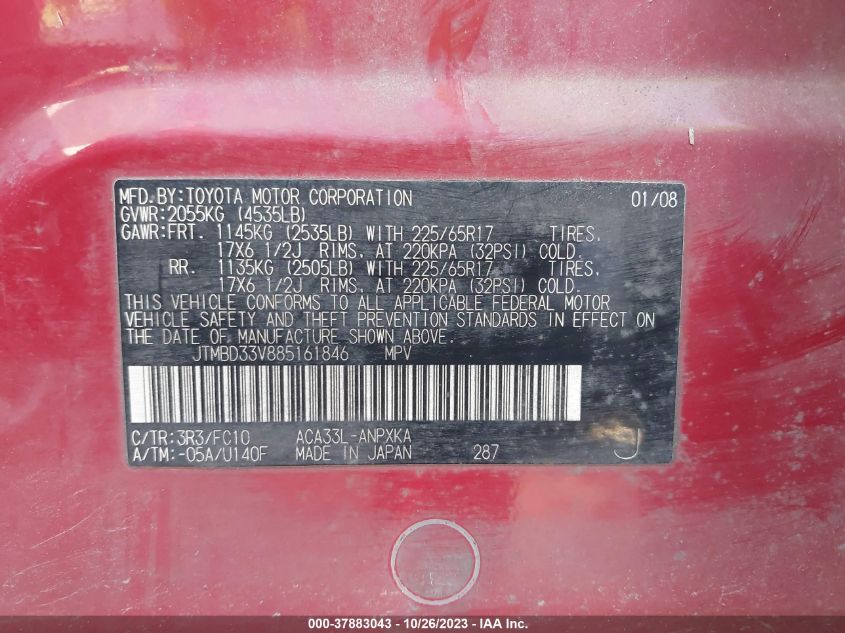 MFD.BY:TOYOTA MOTOR CORPORATION 01/08
GVWR:2055KG (4535LB)
GAWR:FRT. 1145KG (2535LB) WITH 225/65R17 TIRES,
17X6 1/2J RIMS, AT 220KPA (32PSI) COLD.
RR. 1135KG (2505LB) WITH 225/65R17 TIRES,
17X6 1/2J RIMS, AT 220KPA (32PSI) COLD.
THIS VEHICLE CONFORMS TO ALL APPLICABLE FEDERAL MOTOR
VEHICLE SAFETY AND THEFT PREVENTION STANDARDS IN EFFECT ON
THE DATE OF MANUFACTURE SHOWN ABOVE.
JTMBD33V885161846 MPV
C/TR:3R3/FC10 ACA33L-ANPXKA
A/TM:-05A/U140F MADE IN JAPAN 287 J
000-37883043 - 10/26/2023 - IAA Inc.